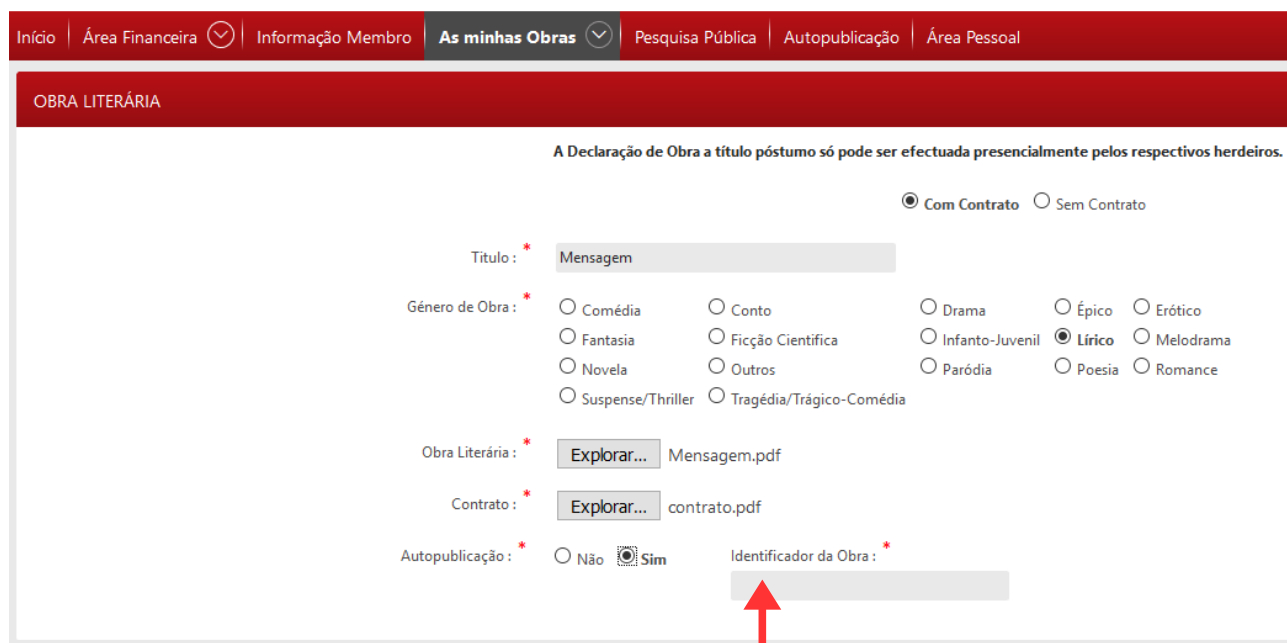 Início Área Financeira Informação Membro As minhas Obras Pesquisa Pública Autopublicação Área Pessoal
OBRA LITERÁRIA
A Declaração de Obra a título póstumo só pode ser efectuada presencialmente pelos respectivos herdeiros.
Com Contrato Sem Contrato
Titulo : * Mensagem
Género de Obra : * Comédia Conto Drama Épico Erótico
Fantasia Ficção Cientifica Infanto-Juvenil Lírico Melodrama
Novela Outros Paródia Poesia Romance
Suspense/Thriller Tragédia/Trágico-Comédia
Obra Literária : * Explorar... Mensagem.pdf
Contrato : * Explorar... contrato.pdf
Autopublicação : * Não Sim Identificador da Obra : *